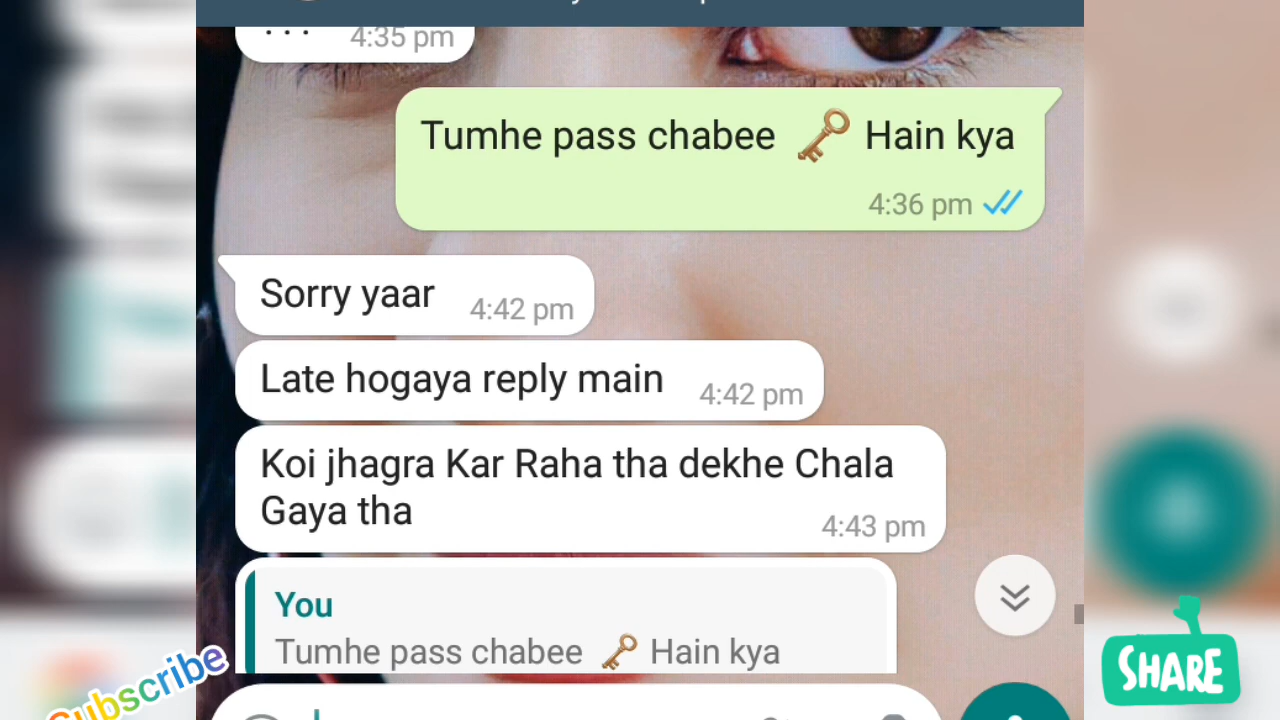 ... 4:35 pm
Tumhe pass chabee 🗝 Hain kya
4:36 pm
Sorry yaar 4:42 pm
Late hogaya reply main 4:42 pm
Koi jhagra Kar Raha tha dekhe Chala
Gaya tha
4:43 pm
You
Tumhe pass chabee 🗝 Hain kya
Subscribe
SHARE